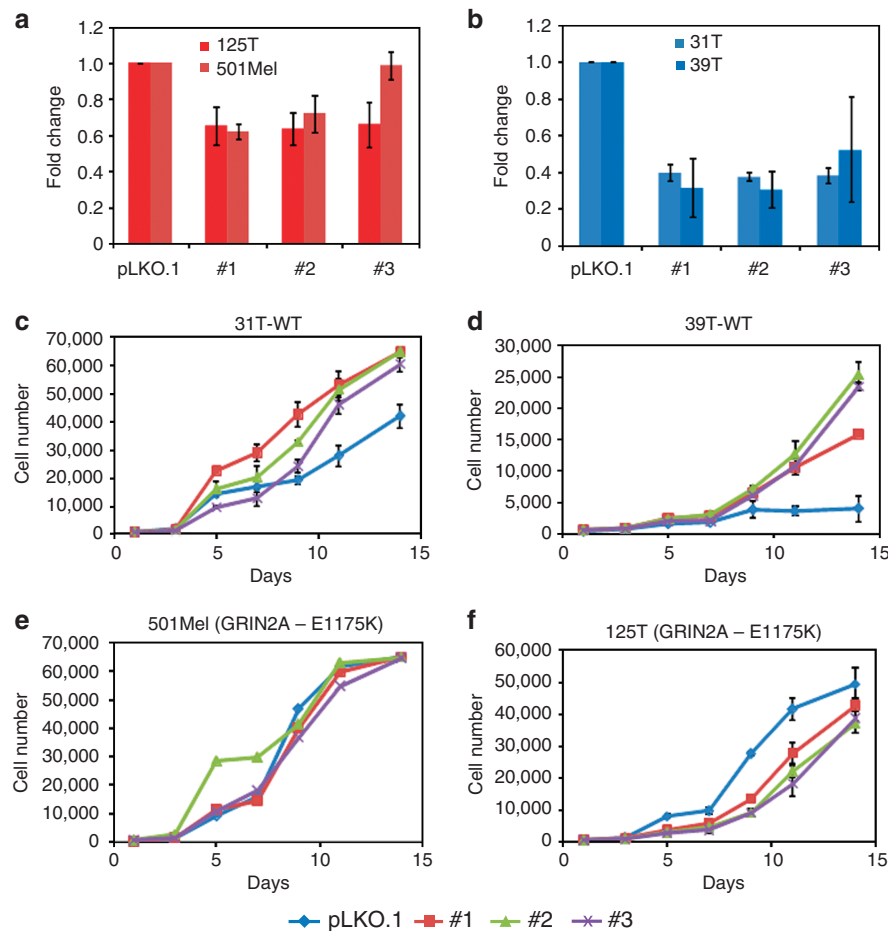 a
125T
501Mel
Fold change
1.2
1.0
0.8
0.6
0.4
0.2
0
pLKO.1 #1 #2 #3
b
31T
39T
Fold change
1.2
1.0
0.8
0.6
0.4
0.2
0
pLKO.1 #1 #2 #3
c
31T-WT
Cell number
70,000
60,000
50,000
40,000
30,000
20,000
10,000
0
0 5 10 15
Days
d
39T-WT
Cell number
30,000
25,000
20,000
15,000
10,000
5,000
0
0 5 10 15
Days
e
501Mel (GRIN2A – E1175K)
Cell number
70,000
60,000
50,000
40,000
30,000
20,000
10,000
0
0 5 10 15
Days
f
125T (GRIN2A – E1175K)
Cell number
60,000
50,000
40,000
30,000
20,000
10,000
0
0 5 10 15
Days
pLKO.1 #1 #2 #3